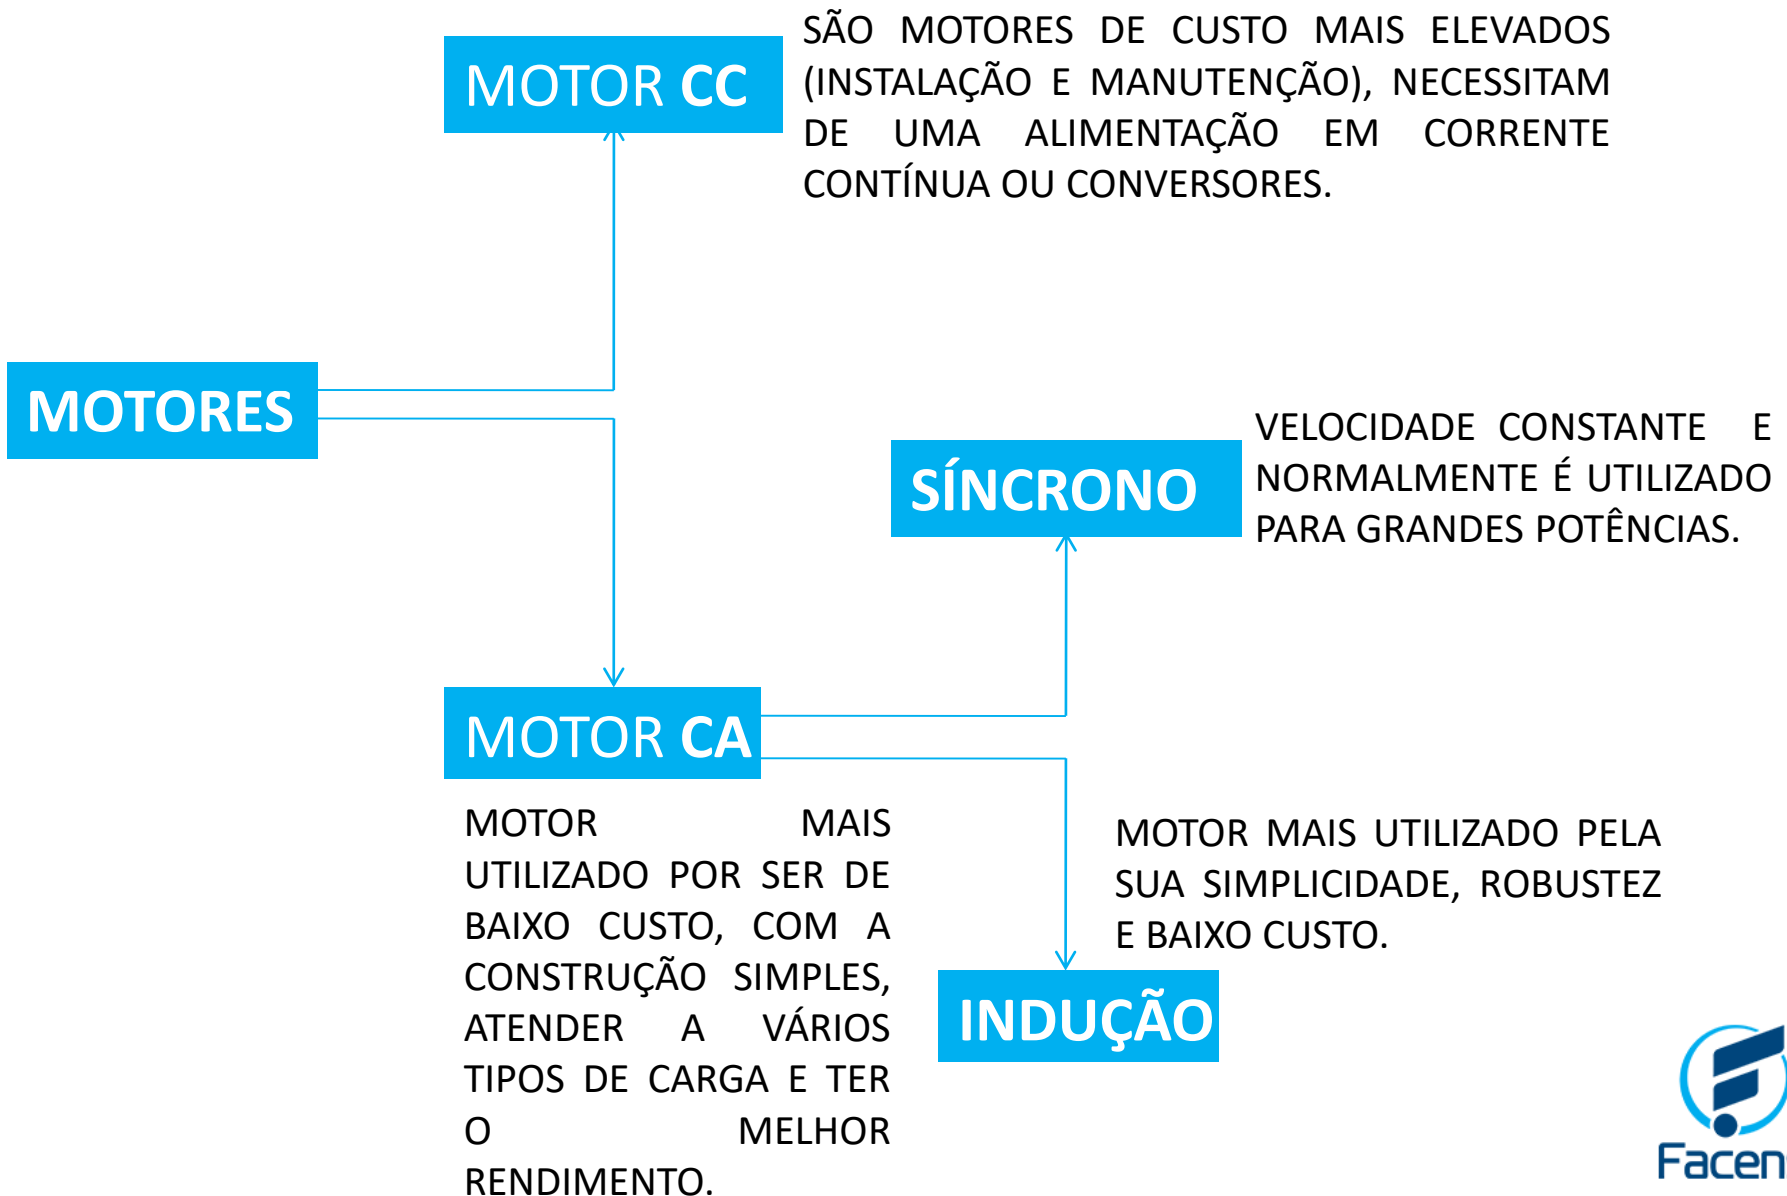 MOTOR CC
SÃO MOTORES DE CUSTO MAIS ELEVADOS
(INSTALAÇÃO E MANUTENÇÃO), NECESSITAM
DE UMA ALIMENTAÇÃO EM CORRENTE
CONTÍNUA OU CONVERSORES.
MOTORES
SÍNCRONO
VELOCIDADE CONSTANTE E
NORMALMENTE É UTILIZADO
PARA GRANDES POTÊNCIAS.
MOTOR CA
MOTOR MAIS
UTILIZADO POR SER DE
BAIXO CUSTO, COM A
CONSTRUÇÃO SIMPLES,
ATENDER A VÁRIOS
TIPOS DE CARGA E TER
O MELHOR
RENDIMENTO.
MOTOR MAIS UTILIZADO PELA
SUA SIMPLICIDADE, ROBUSTEZ
E BAIXO CUSTO.
INDUÇÃO
Facen